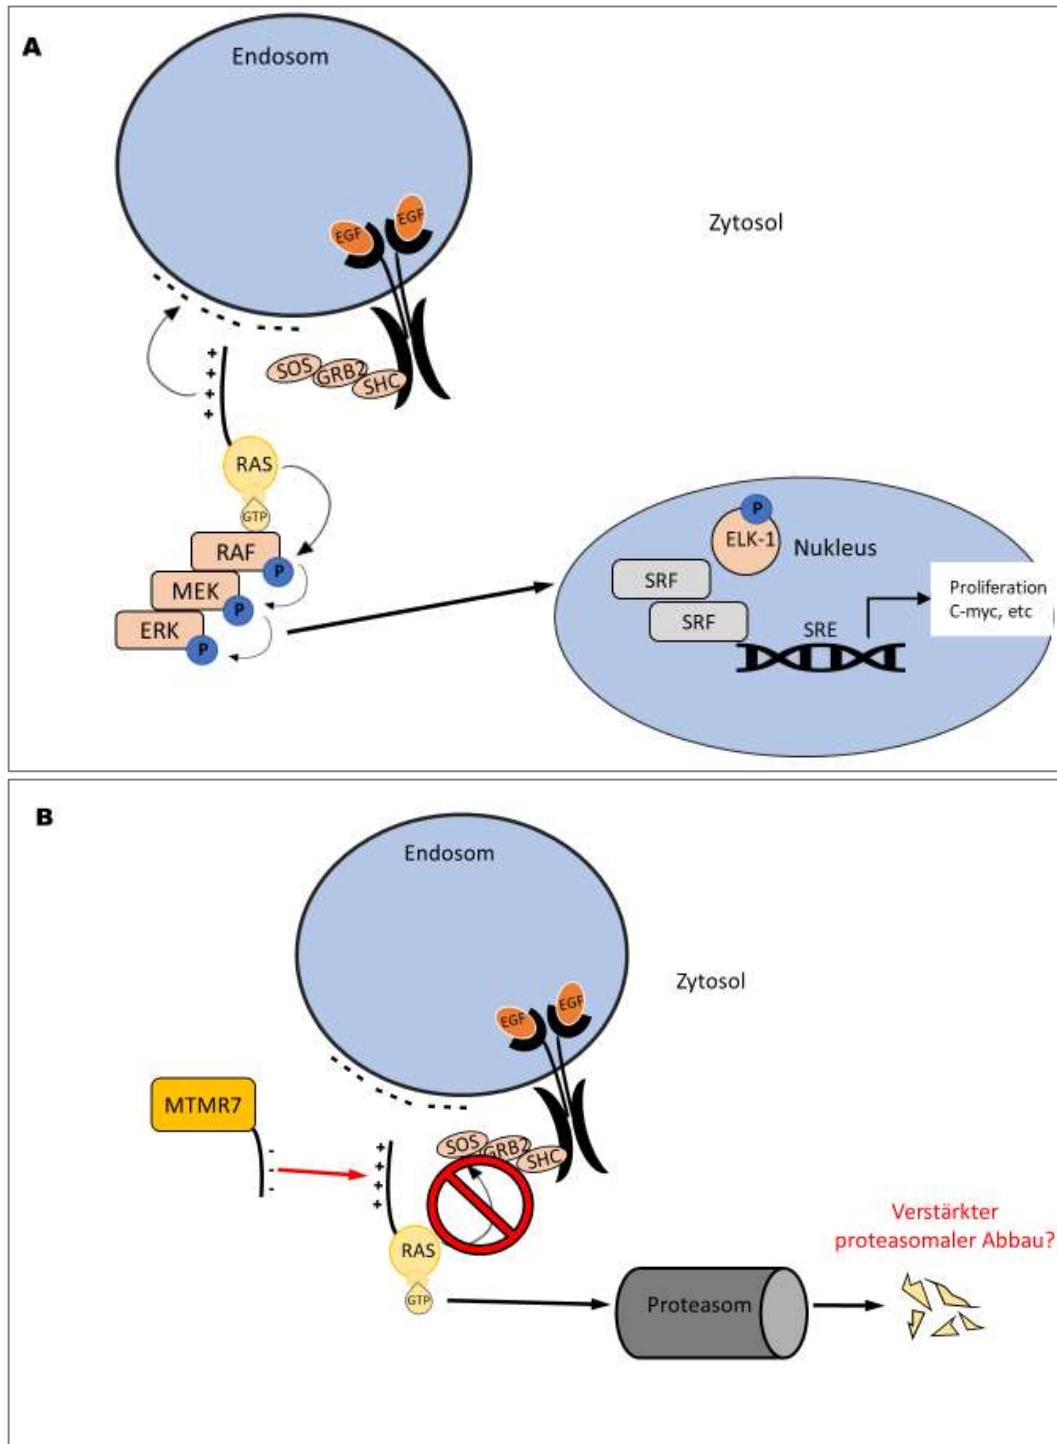 A
Endosom
EGF
EGF
Zytosol
- - - - - - - - -
SOS
GRB2
SHC
+
+
+
+
RAS
GTP
RAF
P
MEK
P
ERK
P
P
ELK-1
Nukleus
SRF
SRF
SRE
Proliferation
C-myc, etc
B
Endosom
Zytosol
EGF
EGF
MTMR7
- - - - - - - - -
-
-
-
+
+
+
+
SOS
GRB2
SHC
RAS
GTP
Proteasom
Verstärkter
proteasomaler Abbau?